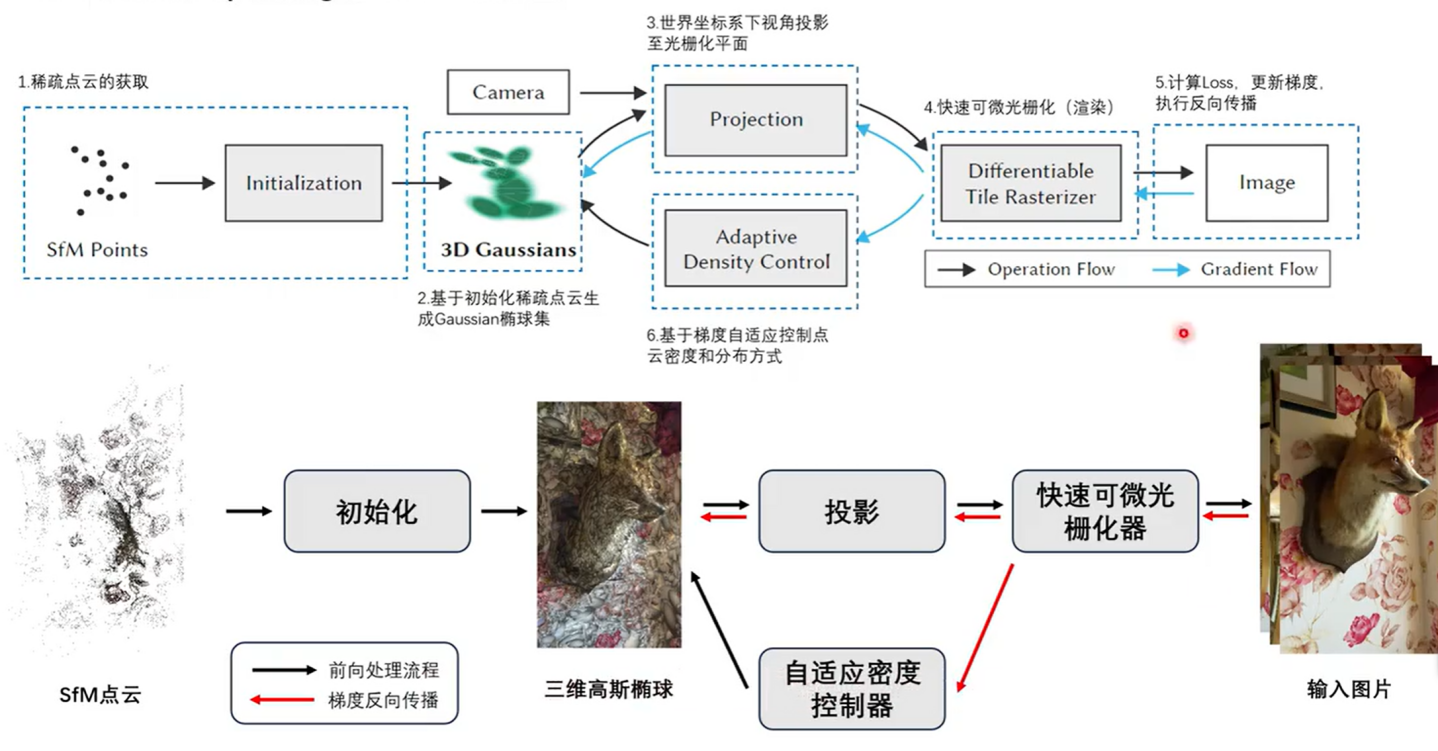 3.世界坐标系下视角投影
至光栅化平面
1.稀疏点云的获取
Camera
Projection
4.快速可微光栅化（渲染）
5.计算Loss，更新梯度，
执行反向传播
Initialization
Differentiable
Tile Rasterizer
Image
SfM Points
3D Gaussians
Adaptive
Density Control
Operation Flow
Gradient Flow
2.基于初始化稀疏点云生
成Gaussian椭球集
6.基于梯度自适应控制点
云密度和分布方式
初始化
投影
快速可微光
栅化器
前向处理流程
梯度反向传播
SfM点云
三维高斯椭球
自适应密度
控制器
输入图片